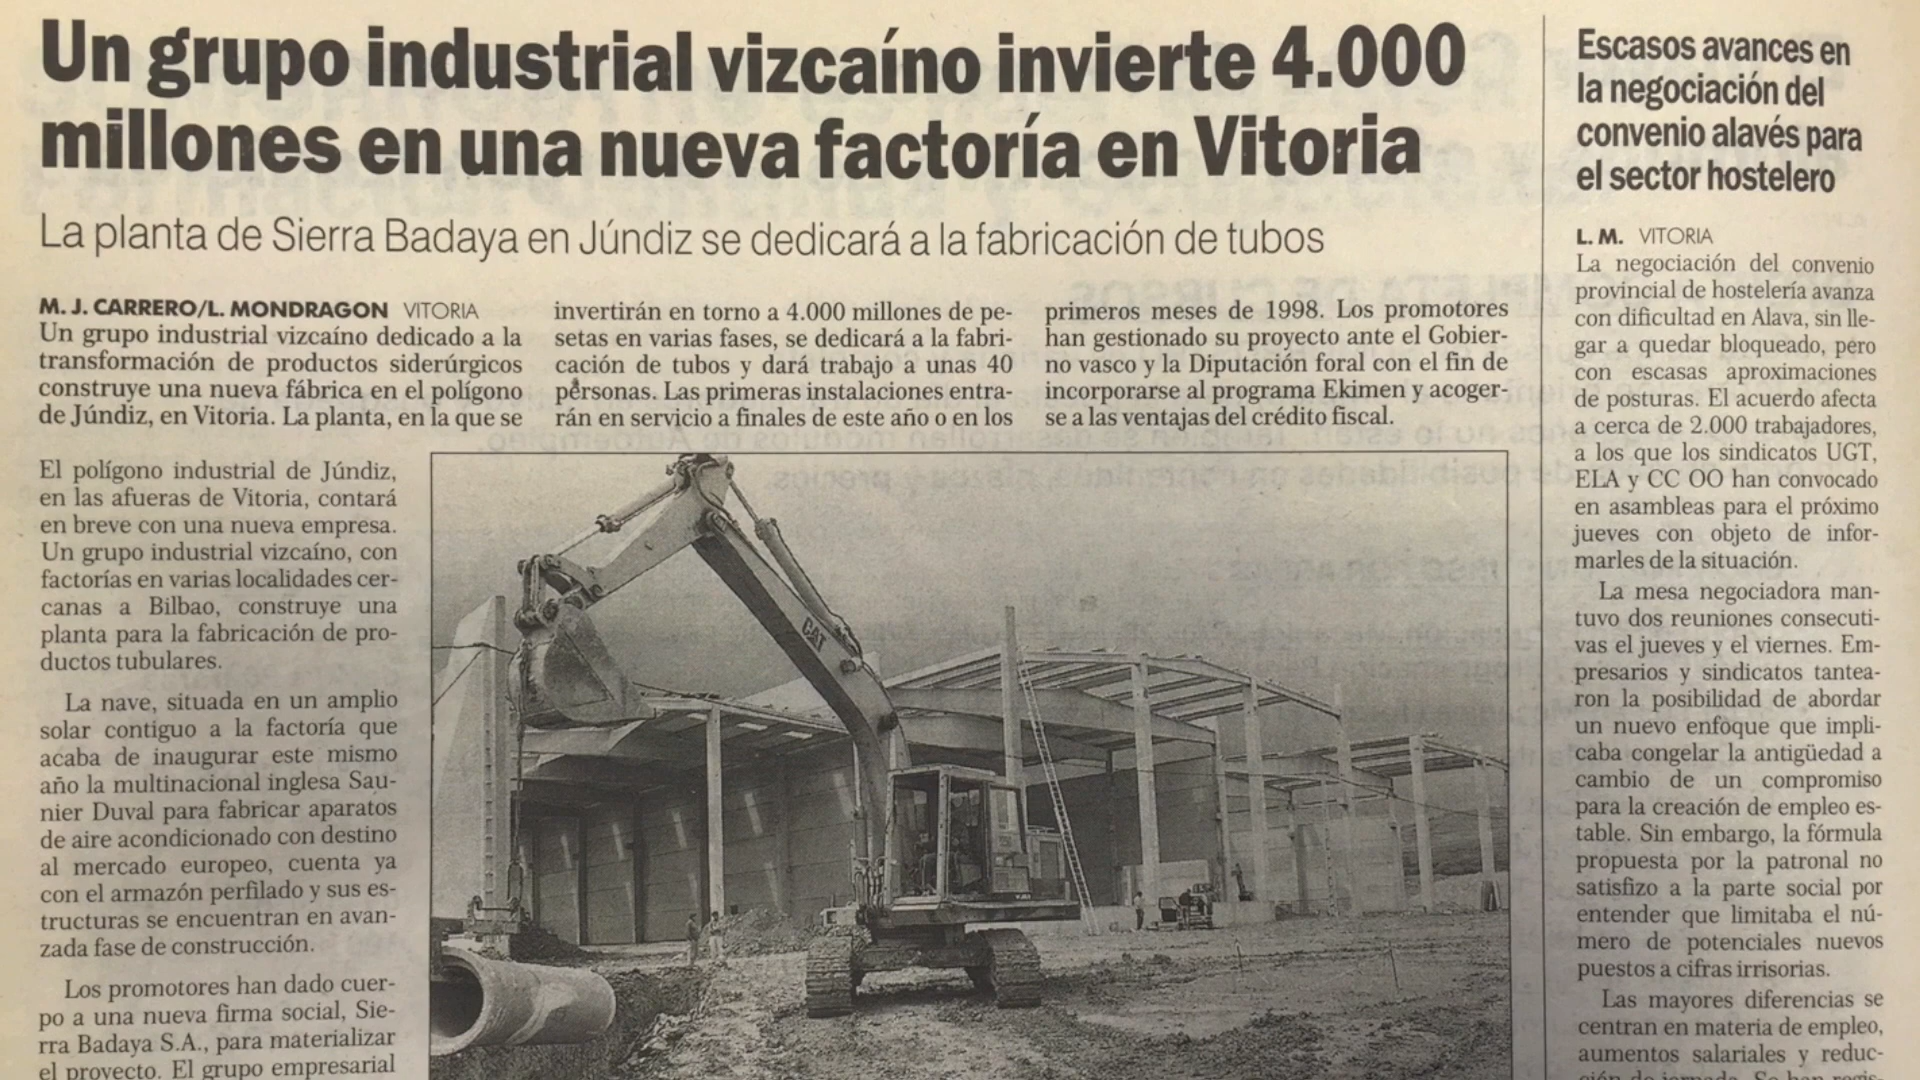 Un grupo industrial vizcaíno invierte 4.000
millones en una nueva factoría en Vitoria
La planta de Sierra Badaya en Júndiz se dedicará a la fabricación de tubos
M. J. CARRERO/L. MONDRAGON VITORIA
Un grupo industrial vizcaíno dedicado a la
transformación de productos siderúrgicos
construye una nueva fábrica en el polígono
de Júndiz, en Vitoria. La planta, en la que se
invertirán en torno a 4.000 millones de pe-
setas en varias fases, se dedicará a la fabri-
cación de tubos y dará trabajo a unas 40
personas. Las primeras instalaciones entra-
rán en servicio a finales de este año o en los
primeros meses de 1998. Los promotores
han gestionado su proyecto ante el Gobier-
no vasco y la Diputación foral con el fin de
incorporarse al programa Ekimen y acoger-
se a las ventajas del crédito fiscal.
El polígono industrial de Júndiz,
en las afueras de Vitoria, contará
en breve con una nueva empresa.
Un grupo industrial vizcaíno, con
factorías en varias localidades cer-
canas a Bilbao, construye una
planta para la fabricación de pro-
ductos tubulares.
La nave, situada en un amplio
solar contiguo a la factoría que
acaba de inaugurar este mismo
año la multinacional inglesa Sau-
nier Duval para fabricar aparatos
de aire acondicionado con destino
al mercado europeo, cuenta ya
con el armazón perfilado y sus es-
tructuras se encuentran en avan-
zada fase de construcción.
Los promotores han dado cuer-
po a una nueva firma social, Sie-
rra Badaya S.A., para materializar
el proyecto. El grupo empresarial
CAT
Escasos avances en
la negociación del
convenio alavés para
el sector hostelero
L. M. VITORIA
La negociación del convenio
provincial de hostelería avanza
con dificultad en Alava, sin lle-
gar a quedar bloqueado, pero
con escasas aproximaciones
de posturas. El acuerdo afecta
a cerca de 2.000 trabajadores,
a los que los sindicatos UGT,
ELA y CC OO han convocado
en asambleas para el próximo
jueves con objeto de infor-
marles de la situación.
La mesa negociadora man-
tuvo dos reuniones consecuti-
vas el jueves y el viernes. Em-
presarios y sindicatos tantea-
ron la posibilidad de abordar
un nuevo enfoque que impli-
caba congelar la antigüedad a
cambio de un compromiso
para la creación de empleo es-
table. Sin embargo, la fórmula
propuesta por la patronal no
satisfizo a la parte social por
entender que limitaba el nú-
mero de potenciales nuevos
puestos a cifras irrisorias.
Las mayores diferencias se
centran en materia de empleo,
aumentos salariales y reduc-